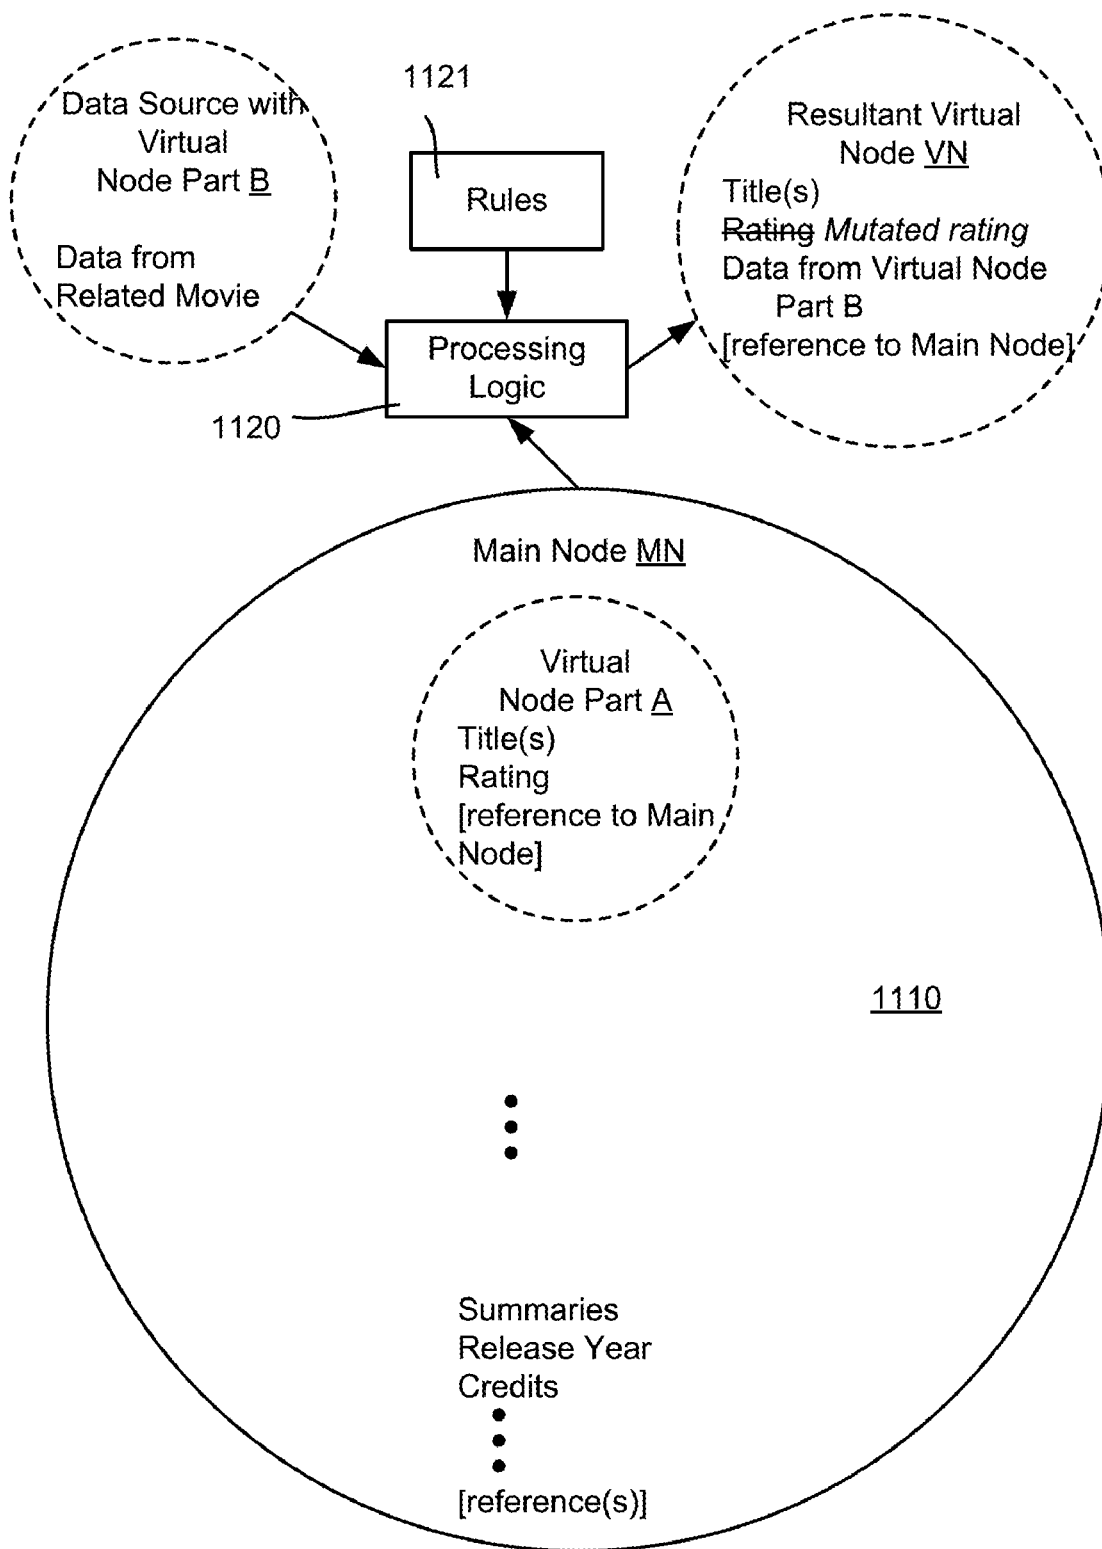 Data Source with
Virtual
Node Part B
Data from
Related Movie
1121
Rules
Resultant Virtual
Node VN
Title(s)
Rating Mutated rating
Data from Virtual Node
Part B
[reference to Main Node]
Processing
Logic
1120
Main Node MN
Virtual
Node Part A
Title(s)
Rating
[reference to Main
Node]
1110
Summaries
Release Year
Credits
[reference(s)]